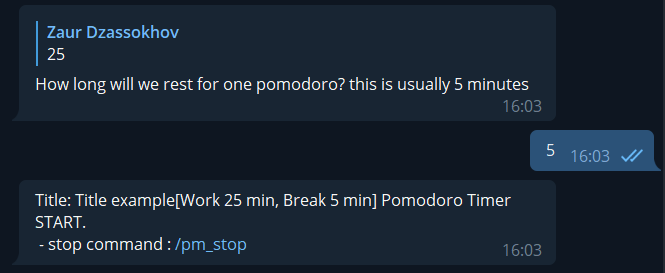 Zaur Dzassokhov
25
How long will we rest for one pomodoro? this is usually 5 minutes
16:03
5 16:03
Title: Title example[Work 25 min, Break 5 min] Pomodoro Timer
START.
- stop command : /pm_stop
16:03